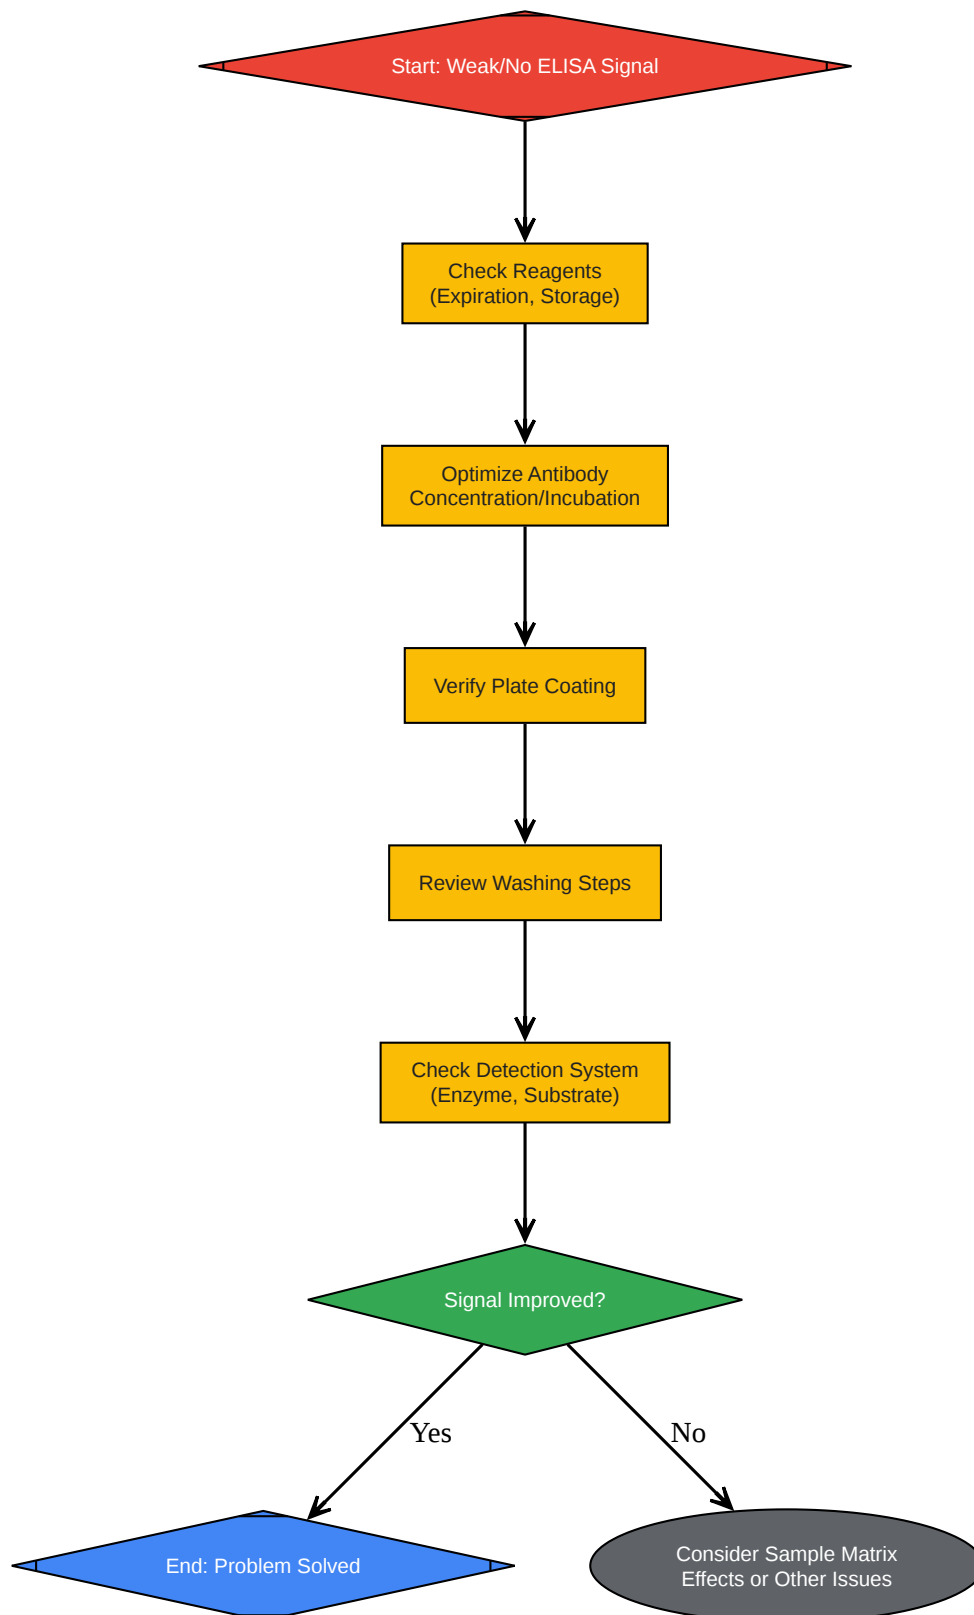 Start: Weak/No ELISA Signal
Check Reagents
(Expiration, Storage)
Optimize Antibody
Concentration/Incubation
Verify Plate Coating
Review Washing Steps
Check Detection System
(Enzyme, Substrate)
Signal Improved?
Yes
No
End: Problem Solved
Consider Sample Matrix
Effects or Other Issues